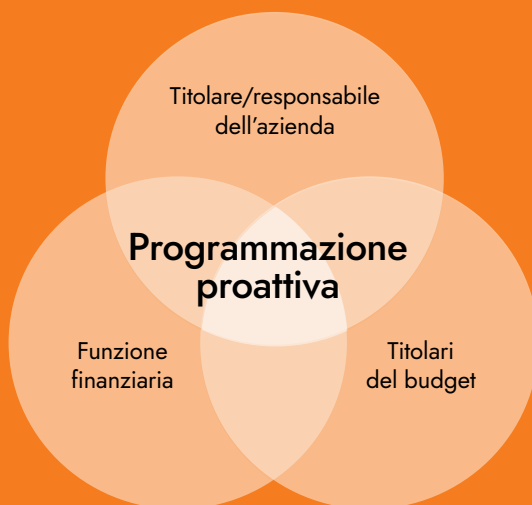 Titolare/responsabile
dell’azienda
Programmazione
proattiva
Funzione
finanziaria
Titolari
del budget